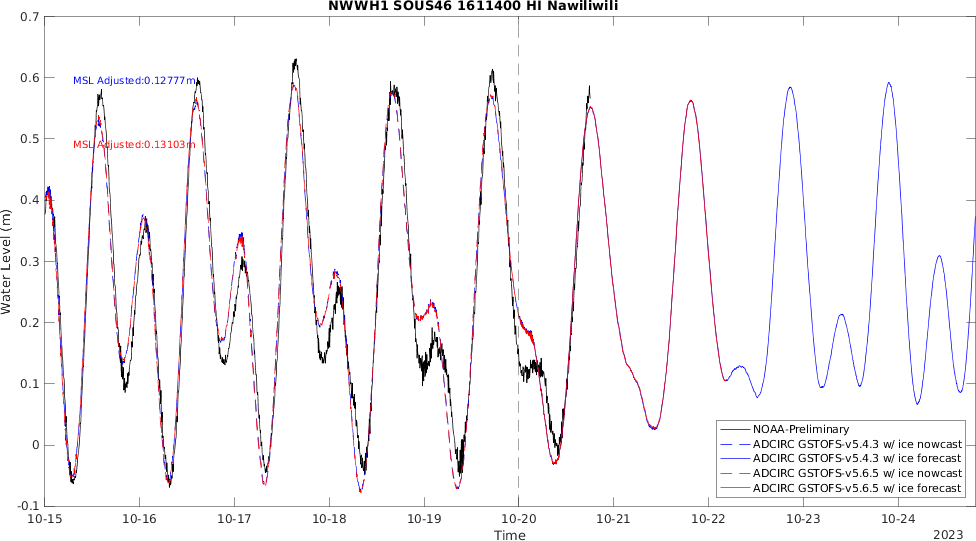 NWWH1 SOUS46 1611400 HI Nawiliwili
0.7
0.6
0.5
0.4
0.3
0.2
0.1
0
-0.1
Water Level (m)
MSL Adjusted:0.12777m
MSL Adjusted:0.13103m
NOAA-Preliminary
ADCIRC GSTOFS-v5.4.3 w/ ice nowcast
ADCIRC GSTOFS-v5.4.3 w/ ice forecast
ADCIRC GSTOFS-v5.6.5 w/ ice nowcast
ADCIRC GSTOFS-v5.6.5 w/ ice forecast
10-15 10-16 10-17 10-18 10-19 10-20 10-21 10-22 10-23 10-24
Time
2023